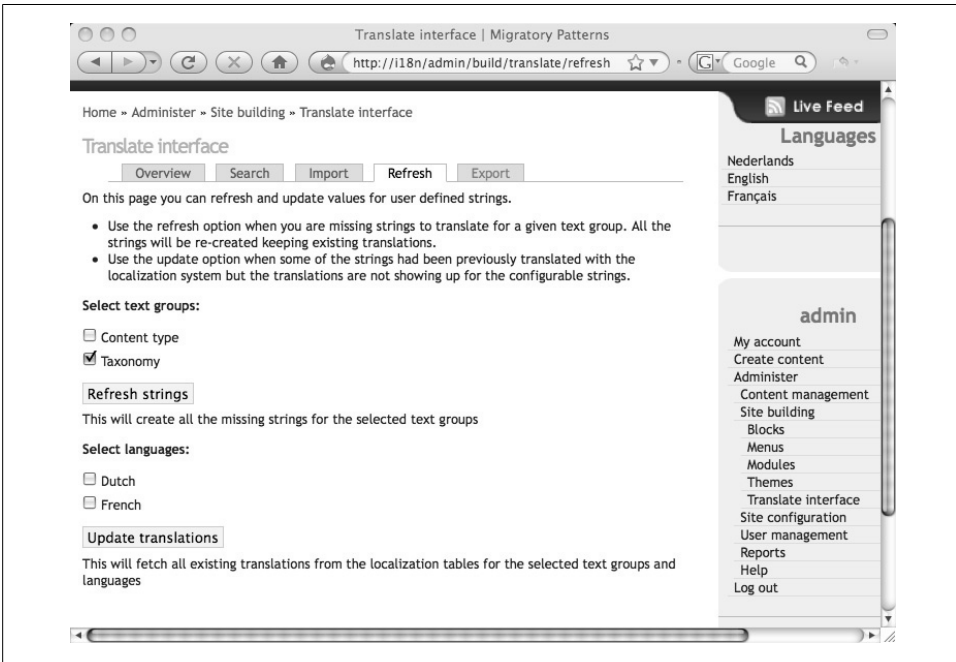 Translate interface | Migratory Patterns
http://i18n/admin/build/translate/refresh
G
Google
Home » Administer » Site building » Translate interface
Translate interface
Overview
Search
Import
Refresh
Export
On this page you can refresh and update values for user defined strings.
• Use the refresh option when you are missing strings to translate for a given text group. All the
strings will be re-created keeping existing translations.
• Use the update option when some of the strings had been previously translated with the
localization system but the translations are not showing up for the configurable strings.
Select text groups:
Content type
Taxonomy
Refresh strings
This will create all the missing strings for the selected text groups
Select languages:
Dutch
French
Update translations
This will fetch all existing translations from the localization tables for the selected text groups and
languages
Live Feed
Languages
Nederlands
English
Français
admin
My account
Create content
Administer
Content management
Site building
Blocks
Menus
Modules
Themes
Translate interface
Site configuration
User management
Reports
Help
Log out